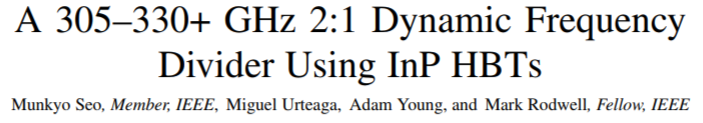 A 305–330+ GHz 2:1 Dynamic Frequency
Divider Using InP HBTs
Munkyo Seo, Member, IEEE, Miguel Urteaga, Adam Young, and Mark Rodwell, Fellow, IEEE